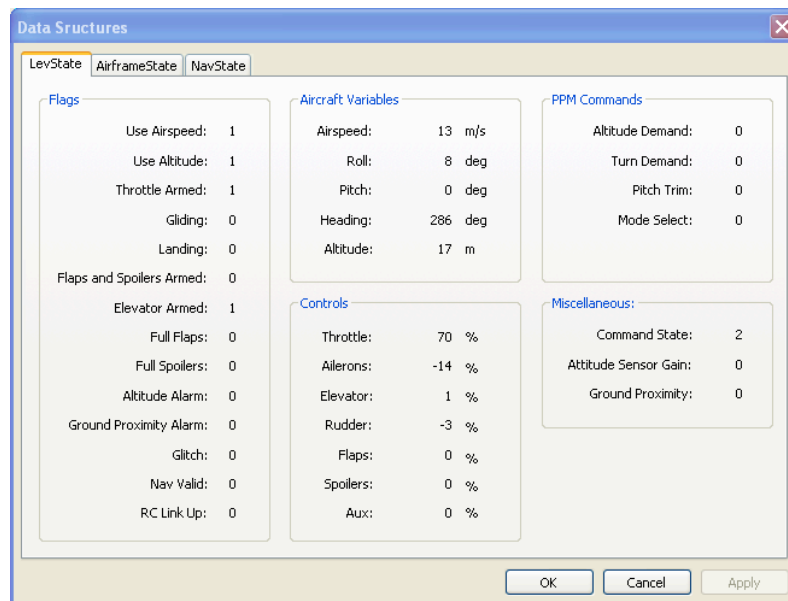 Data Sructures
LevState AirframeState NavState
Flags
Use Airspeed: 1
Use Altitude: 1
Throttle Armed: 1
Gliding: 0
Landing: 0
Flaps and Spoilers Armed: 0
Elevator Armed: 1
Full Flaps: 0
Full Spoilers: 0
Altitude Alarm: 0
Ground Proximity Alarm: 0
Glitch: 0
Nav Valid: 0
RC Link Up: 0
Aircraft Variables
Airspeed: 13 m/s
Roll: 8 deg
Pitch: 0 deg
Heading: 286 deg
Altitude: 17 m
Controls
Throttle: 70 %
Ailerons: -14 %
Elevator: 1 %
Rudder: -3 %
Flaps: 0 %
Spoilers: 0 %
Aux: 0 %
PPM Commands
Altitude Demand: 0
Turn Demand: 0
Pitch Trim: 0
Mode Select: 0
Miscellaneous:
Command State: 2
Attitude Sensor Gain: 0
Ground Proximity: 0
OK Cancel Apply